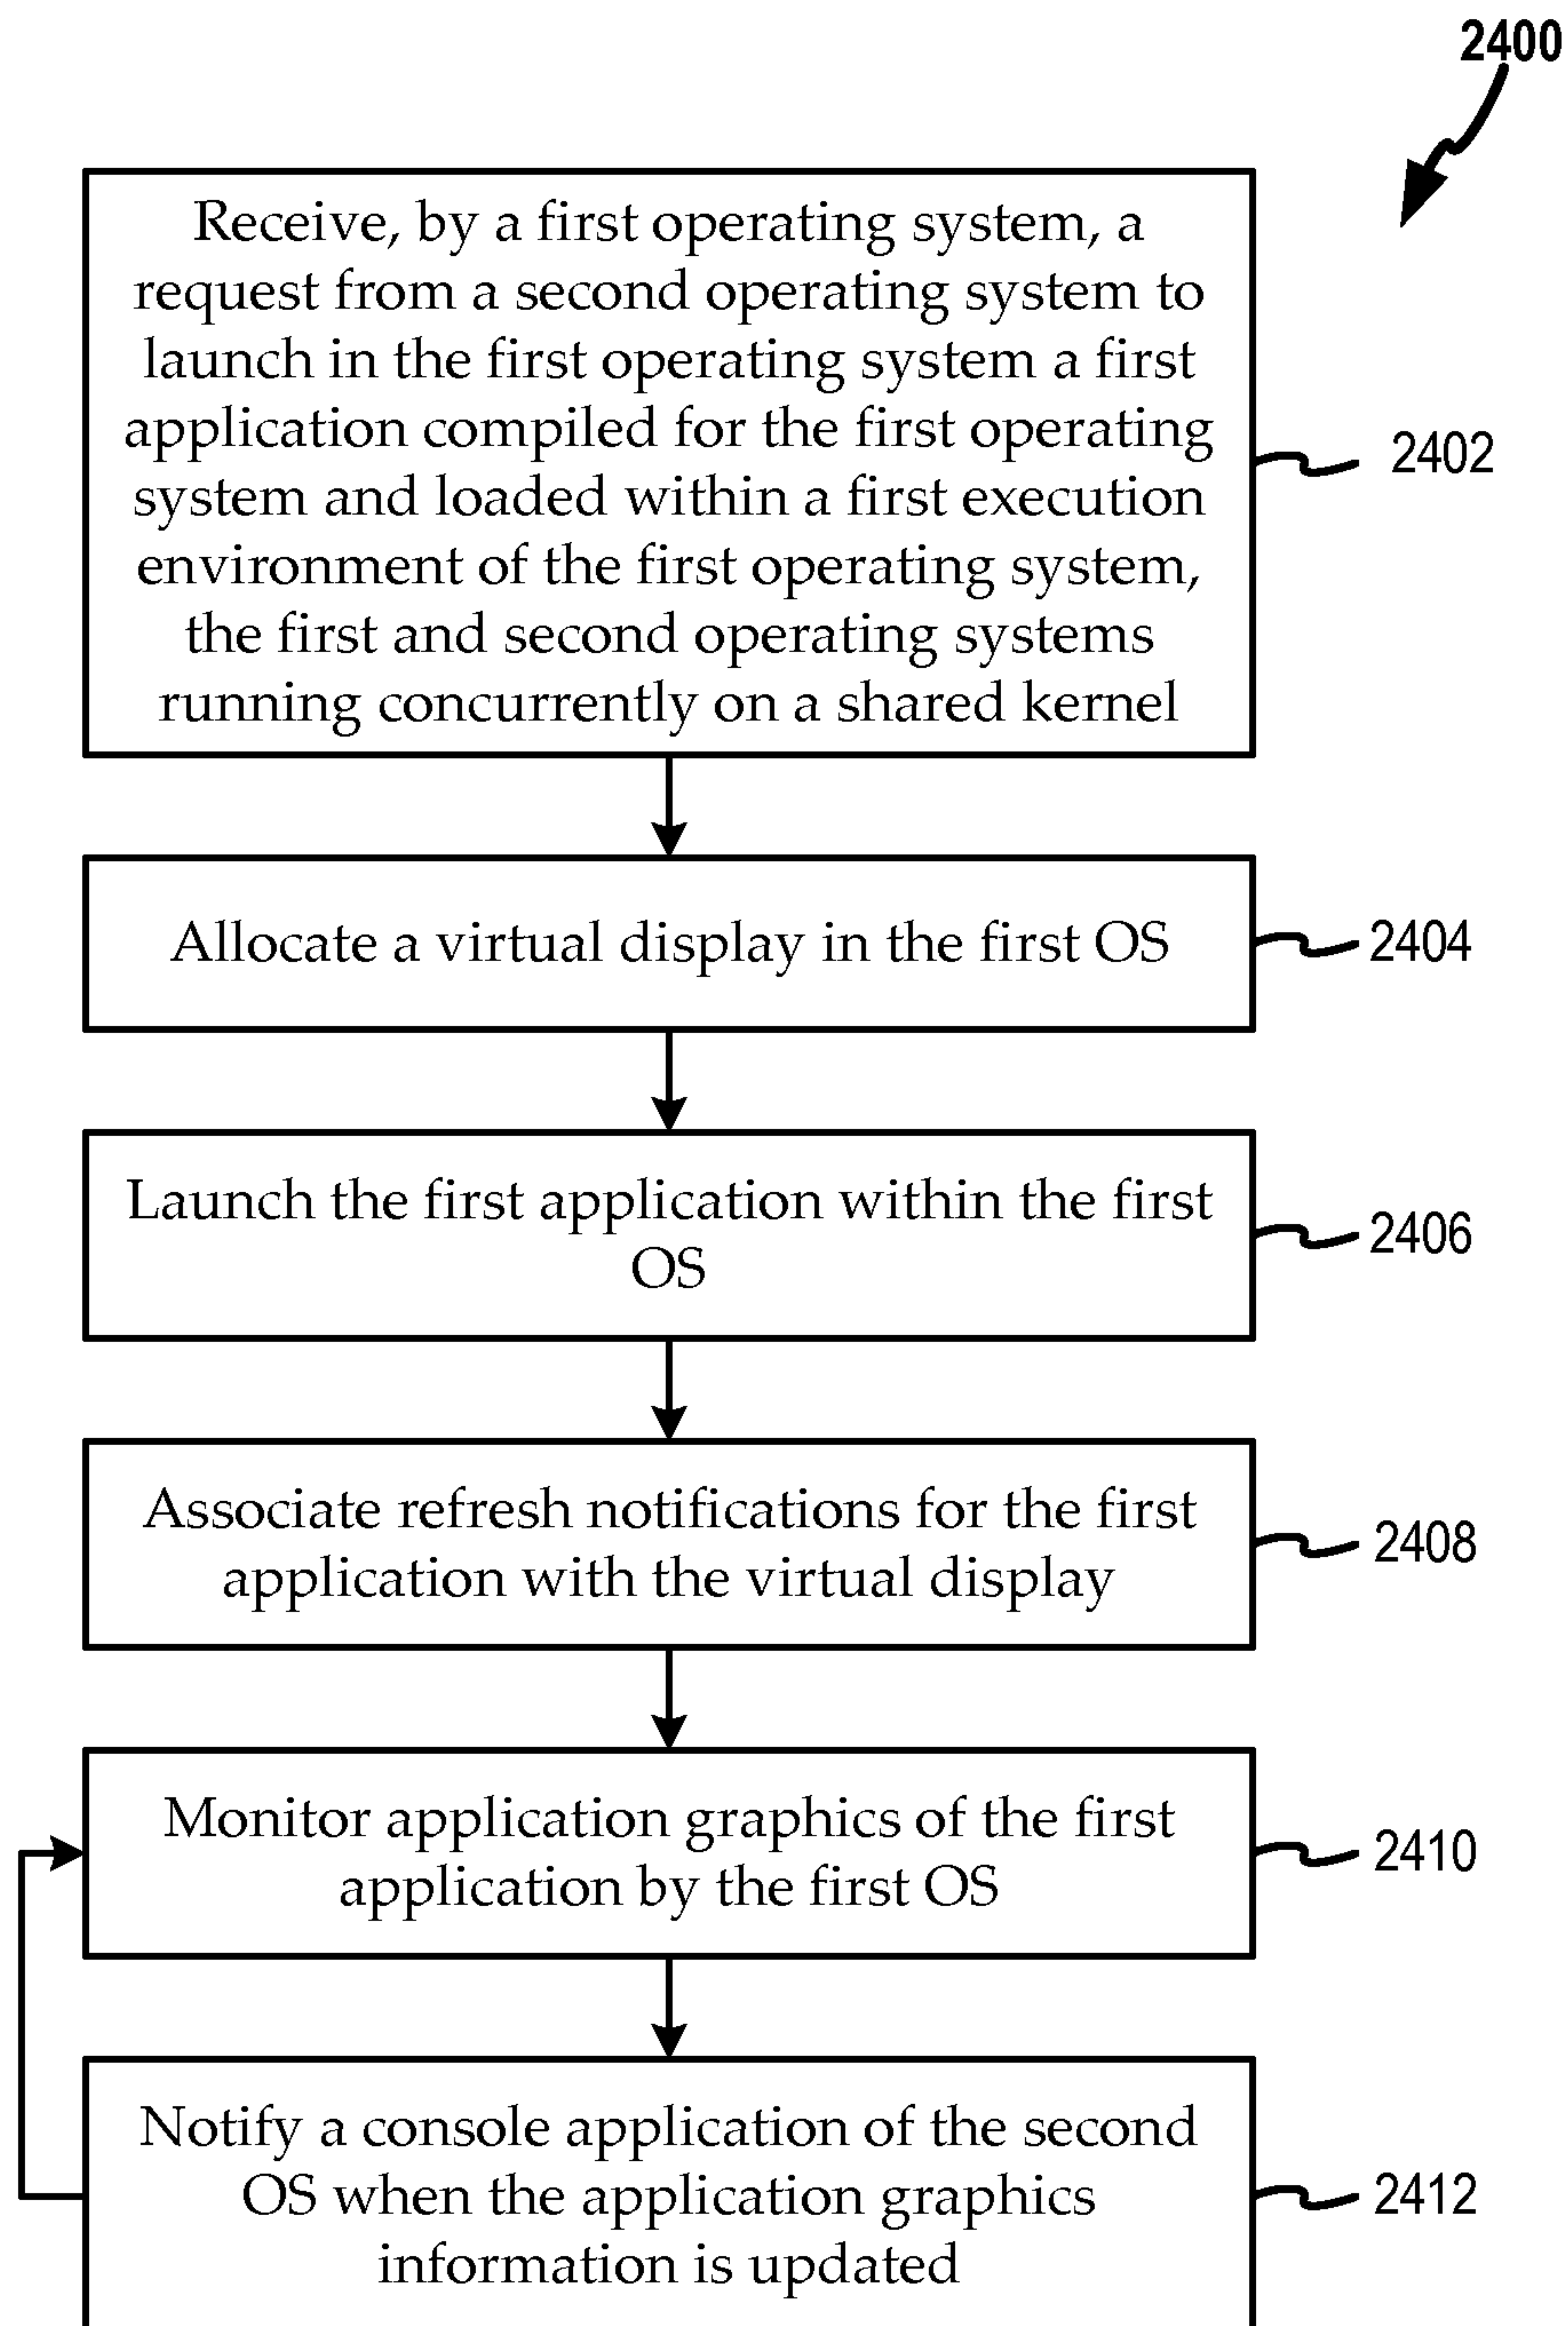 2400
Receive, by a first operating system, a
request from a second operating system to
launch in the first operating system a first
application compiled for the first operating
system and loaded within a first execution
environment of the first operating system,
the first and second operating systems
running concurrently on a shared kernel
2402
Allocate a virtual display in the first OS
2404
Launch the first application within the first
OS
2406
Associate refresh notifications for the first
application with the virtual display
2408
Monitor application graphics of the first
application by the first OS
2410
Notify a console application of the second
OS when the application graphics
information is updated
2412